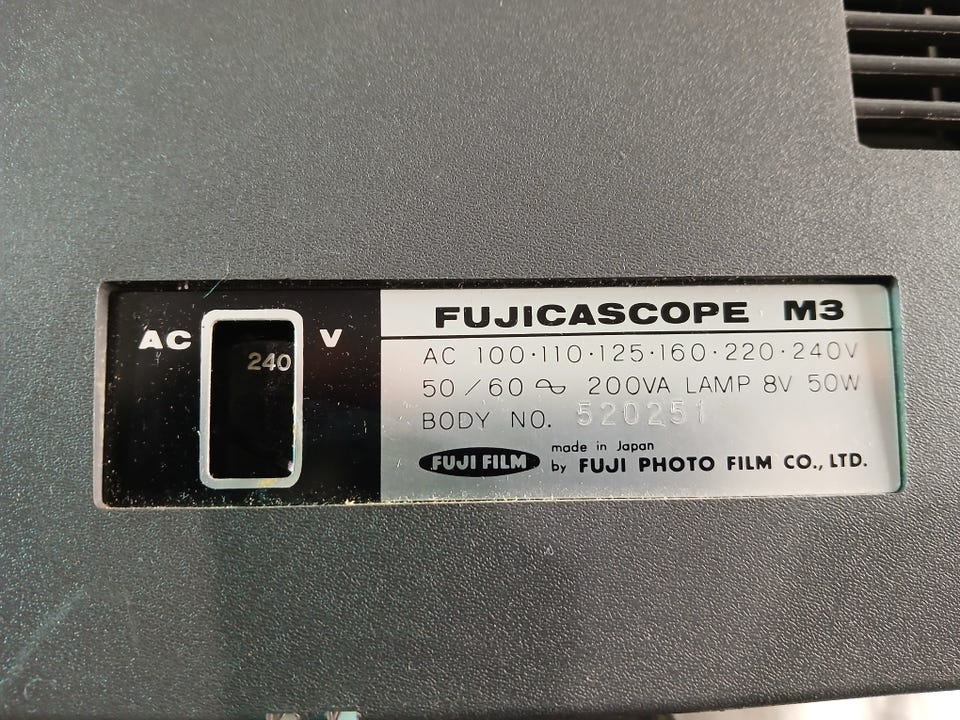 AC 240 V
FUJICASCOPE M3
AC 100·110·125·160·220·240V
50/60 ∿ 200VA LAMP 8V 50W
BODY NO. 520251
FUJI FILM
made in Japan
by FUJI PHOTO FILM CO., LTD.